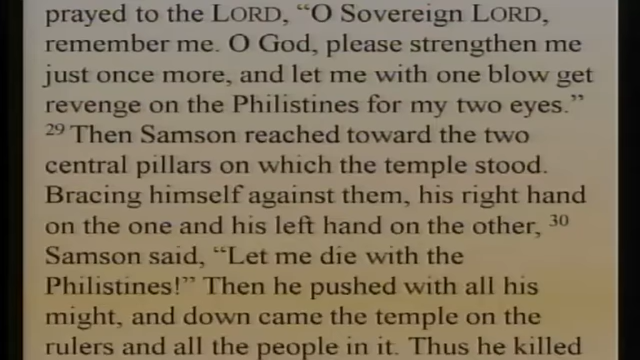 prayed to the LORD, “O Sovereign LORD,
remember me. O God, please strengthen me
just once more, and let me with one blow get
revenge on the Philistines for my two eyes.”
29 Then Samson reached toward the two
central pillars on which the temple stood.
Bracing himself against them, his right hand
on the one and his left hand on the other, 30
Samson said, “Let me die with the
Philistines!” Then he pushed with all his
might, and down came the temple on the
rulers and all the people in it. Thus he killed